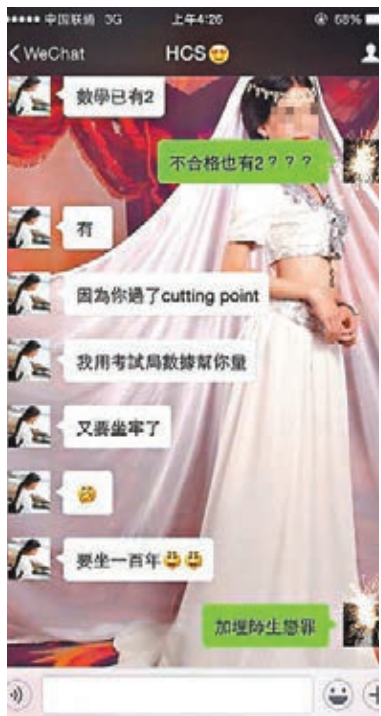 中国联通 3G 上午4:26 68%
WeChat HCS
數學已有2
不合格也有2？？？
有
因為你過了cutting point
我用考試局數據幫你量
又要坐牢了
要坐一百年
加埋師生戀罪